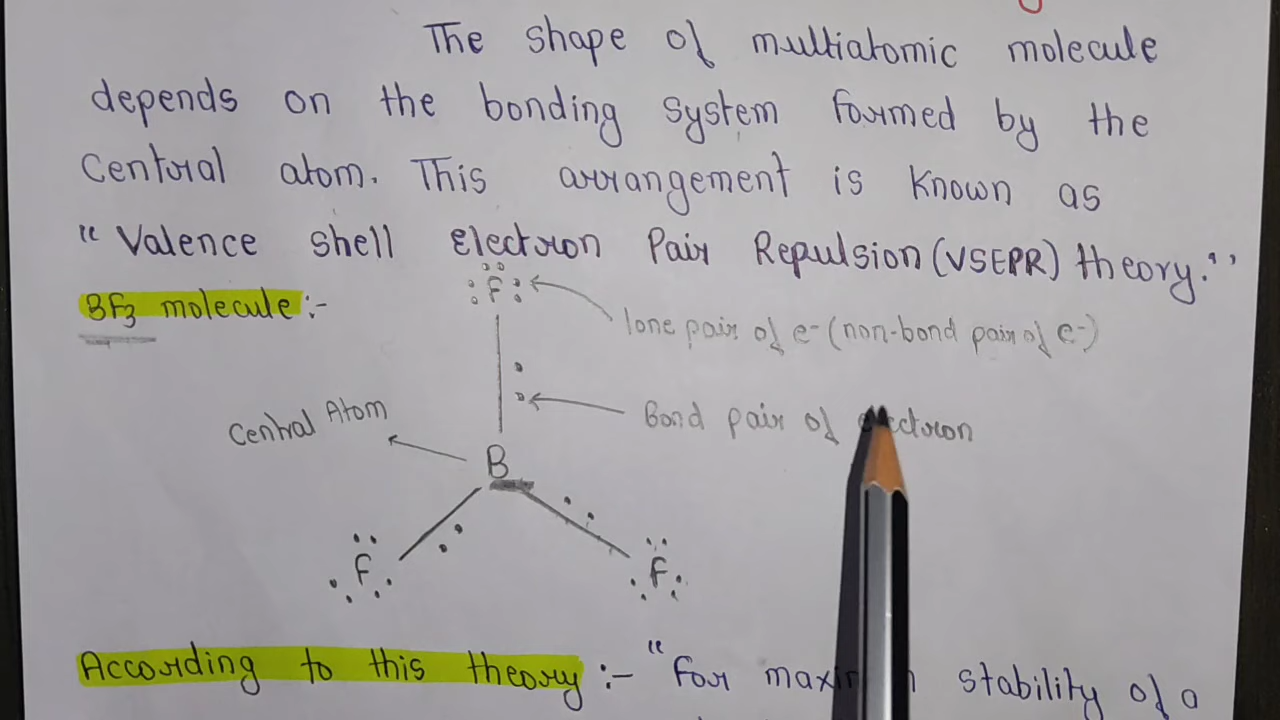 The shape of multiatomic molecule
depends on the bonding system formed by the
Central atom. This arrangement is known as
"Valence shell Electron Pair Repulsion (VSEPR) theory."
BF3 molecule:-
F
lone pair of e- (non-bond pair of e-)
Central Atom
Bond pair of electron
B
F
F
According to this theory :- "For stability of a